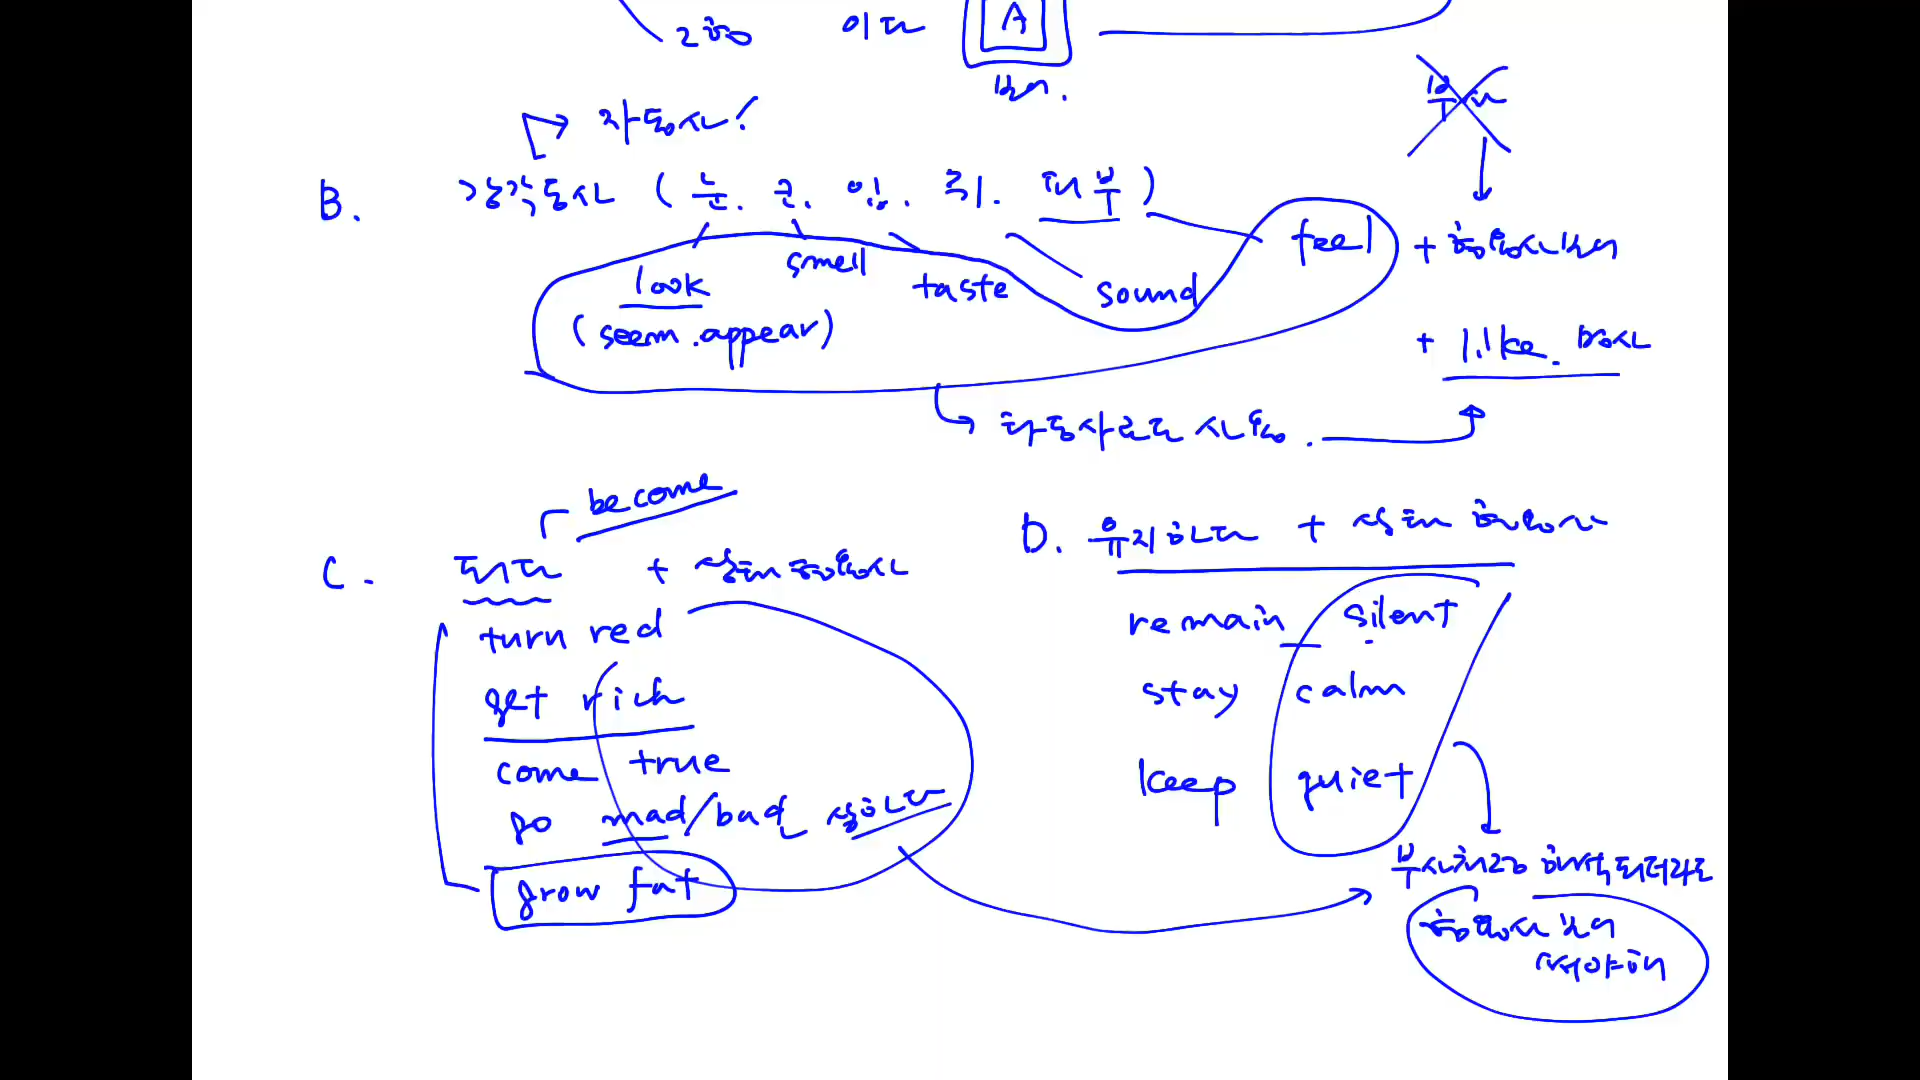 이다 A
보어.
자동사!
부사
B. 감각동사 (눈. 코. 입. 귀. 피부)
look smell taste sound feel + 형용사보어
(seem.appear)
+ like. 명사
타동사로도 사용.
become
C. 되다 + 상태형용사
turn red
get rich
come true
go mad/bad 상하다
grow fat
D. 유지하다 + 상태 형용사
remain silent
stay calm
keep quiet
부사처럼 해석되더라도
형용사 보어
써야해